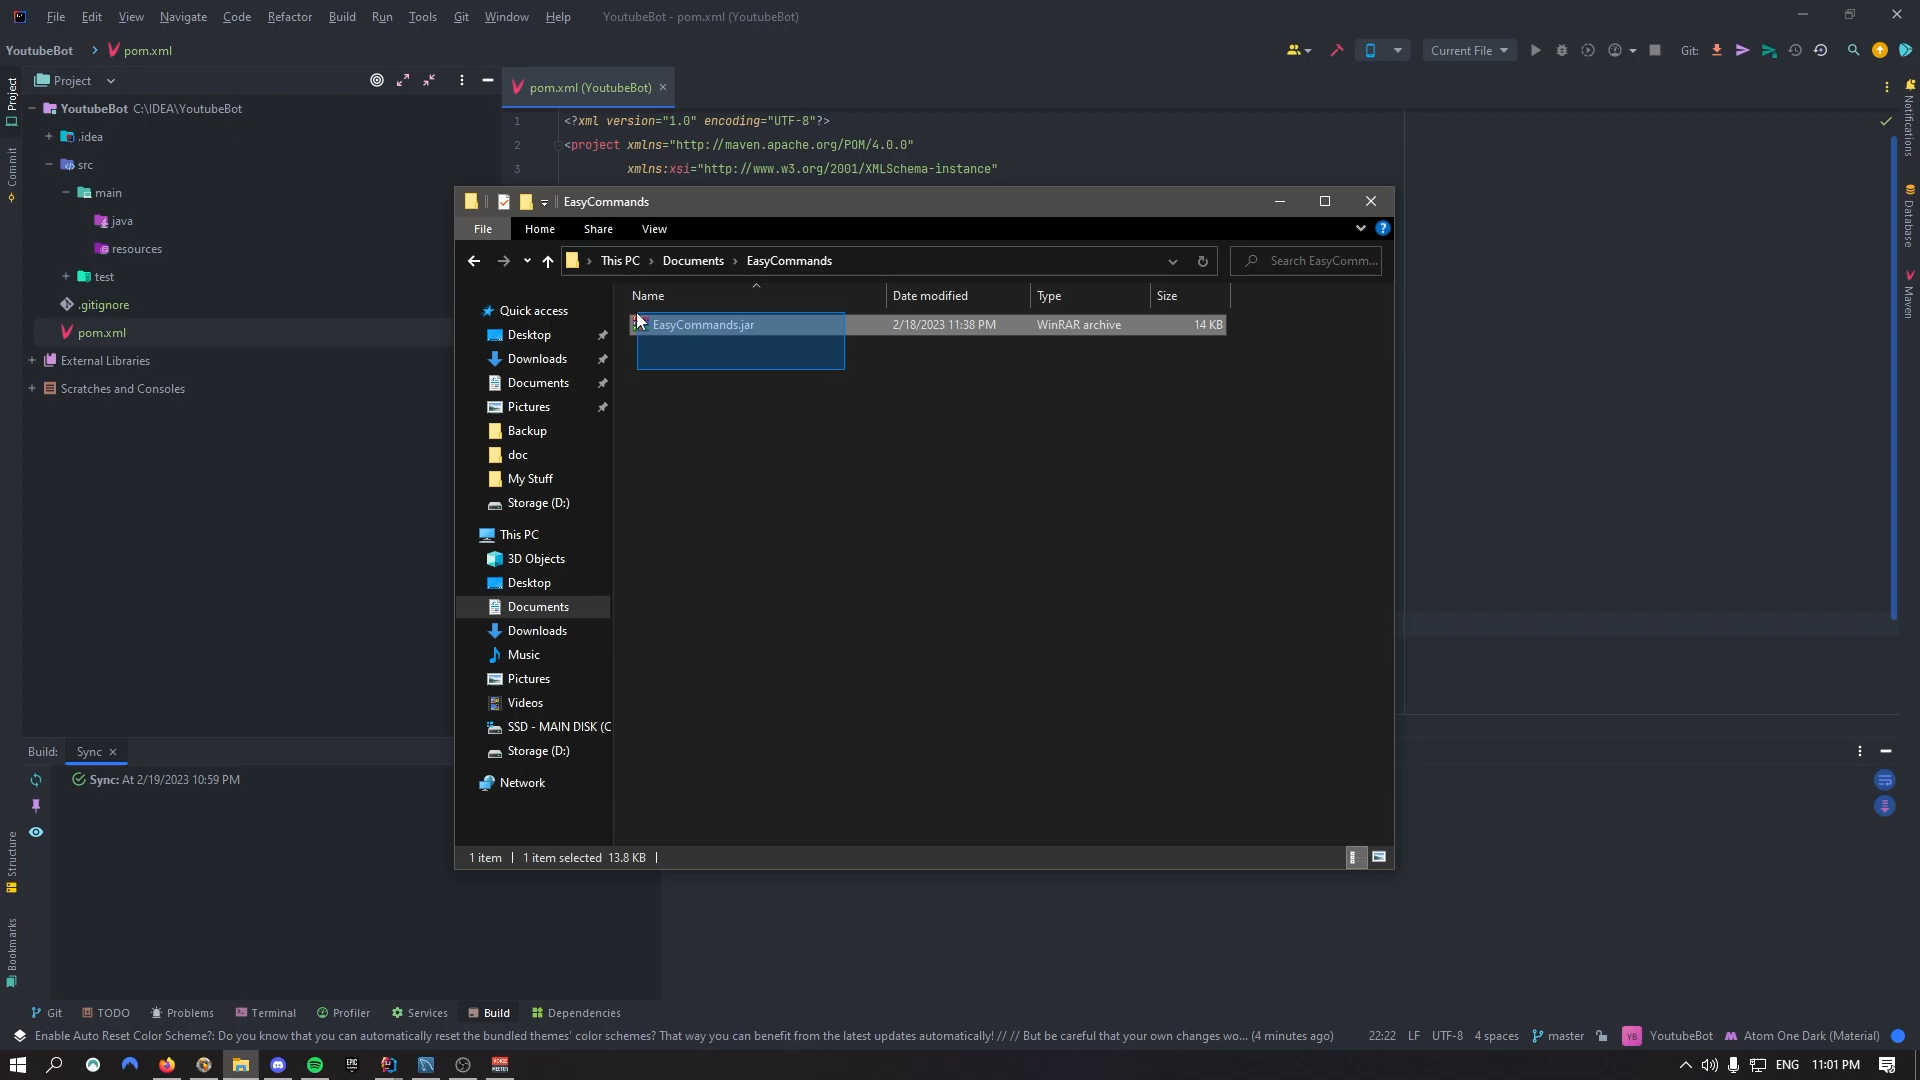 File Edit View Navigate Code Refactor Build Run Tools Git Window Help YoutubeBot - pom.xml (YoutubeBot)
YoutubeBot pom.xml Current File Git:
Project
pom.xml (YoutubeBot)
YoutubeBot C:\IDEA\YoutubeBot
.idea
src
main
java
resources
test
.gitignore
pom.xml
External Libraries
Scratches and Consoles
Project
Commit
Structure
Bookmarks
1 <?xml version="1.0" encoding="UTF-8"?>
2 <project xmlns="http://maven.apache.org/POM/4.0.0"
3 xmlns:xsi="http://www.w3.org/2001/XMLSchema-instance"
Notifications
Database
Maven
EasyCommands
File Home Share View
This PC Documents EasyCommands Search EasyComm...
Name Date modified Type Size
EasyCommands.jar 2/18/2023 11:38 PM WinRAR archive 14 KB
Quick access
Desktop
Downloads
Documents
Pictures
Backup
doc
My Stuff
Storage (D:)
This PC
3D Objects
Desktop
Documents
Downloads
Music
Pictures
Videos
SSD - MAIN DISK (C
Storage (D:)
Network
1 item 1 item selected 13.8 KB
Build: Sync
Sync: At 2/19/2023 10:59 PM
Git TODO Problems Terminal Profiler Services Build Dependencies
Enable Auto Reset Color Scheme?: Do you know that you can automatically reset the bundled themes' color schemes? That way you can benefit from the latest updates automatically! // // But be careful that your own changes wo... (4 minutes ago) 22:22 LF UTF-8 4 spaces master YB YoutubeBot Atom One Dark (Material)
EPIC VOICE MEETER ENG 11:01 PM